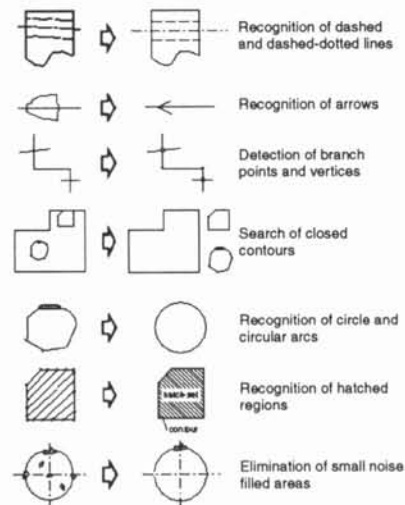 Recognition of dashed
and dashed-dotted lines
Recognition of arrows
Detection of branch
points and vertices
Search of closed
contours
Recognition of circle and
circular arcs
Recognition of hatched
regions
contour
Elimination of small noise
filled areas